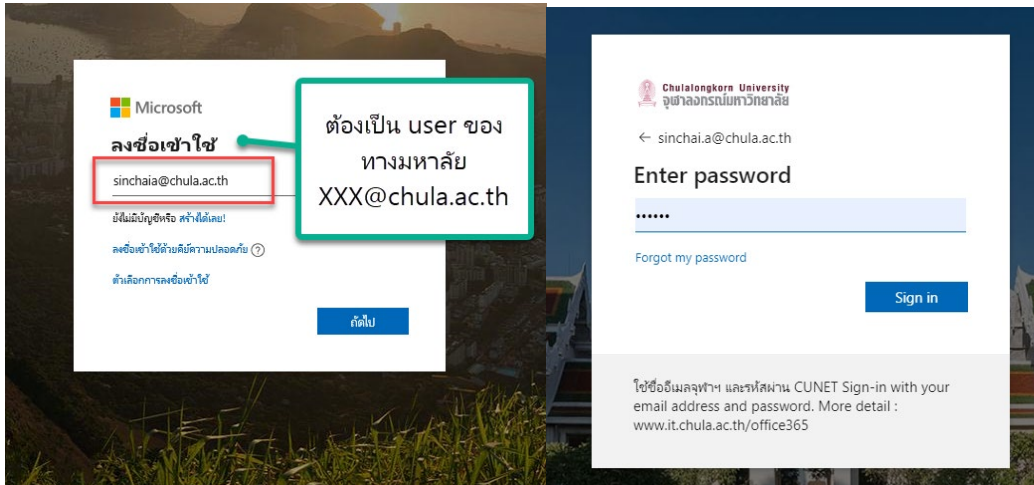 Microsoft
ลงชื่อเข้าใช้
sinchaia@chula.ac.th
ยังไม่มีบัญชีหรือ สร้างได้เลย!
ลงชื่อเข้าใช้ด้วยคีย์ความปลอดภัย ?
ตัวเลือกการลงชื่อเข้าใช้
ถัดไป
ต้องเป็น user ของ
ทางมหาลัย
XXX@chula.ac.th
Chulalongkorn University
จุฬาลงกรณ์มหาวิทยาลัย
← sinchai.a@chula.ac.th
Enter password
••••••
Forgot my password
Sign in
ใช้ชื่ออีเมลจุฬาฯ และรหัสผ่าน CUNET Sign-in with your
email address and password. More detail :
www.it.chula.ac.th/office365